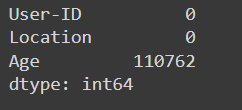 User-ID 0
Location 0
Age 110762
dtype: int64